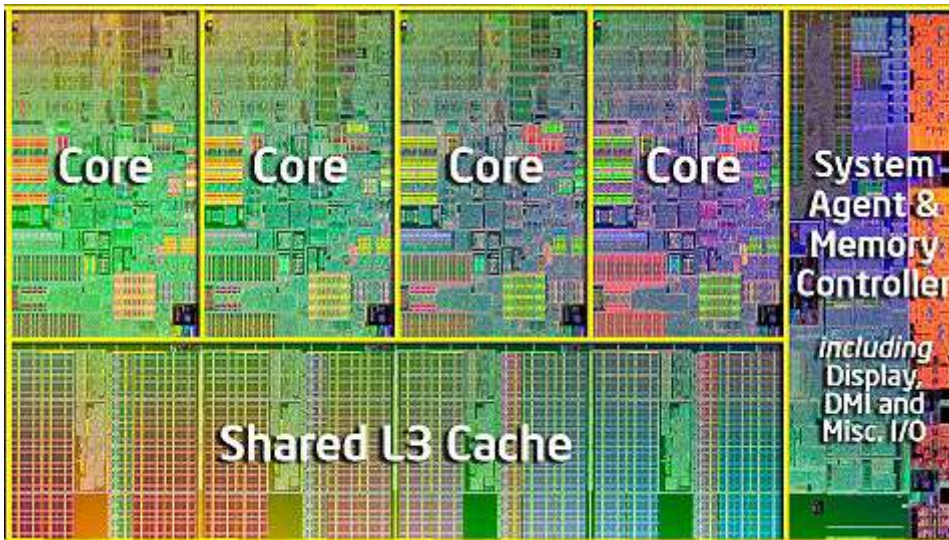 Core
Core
Core
Core
System
Agent &
Memory
Controller
including
Display,
DMI and
Misc. I/O
Shared L3 Cache